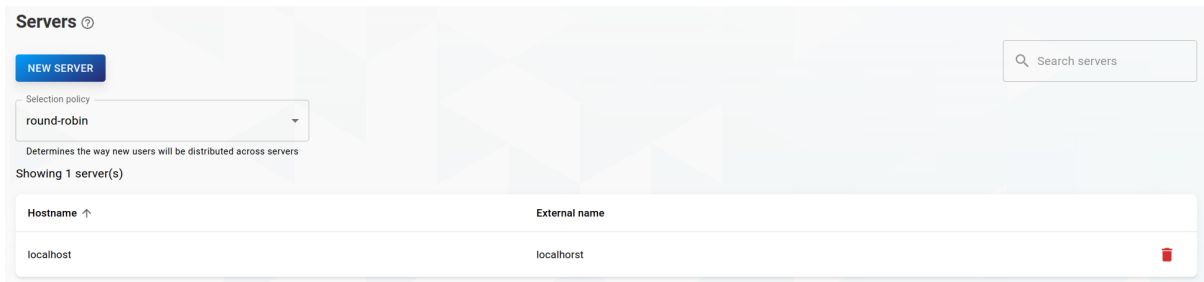 Servers
NEW SERVER
Search servers
Selection policy
round-robin
Determines the way new users will be distributed across servers
Showing 1 server(s)
Hostname External name
localhost localhorst